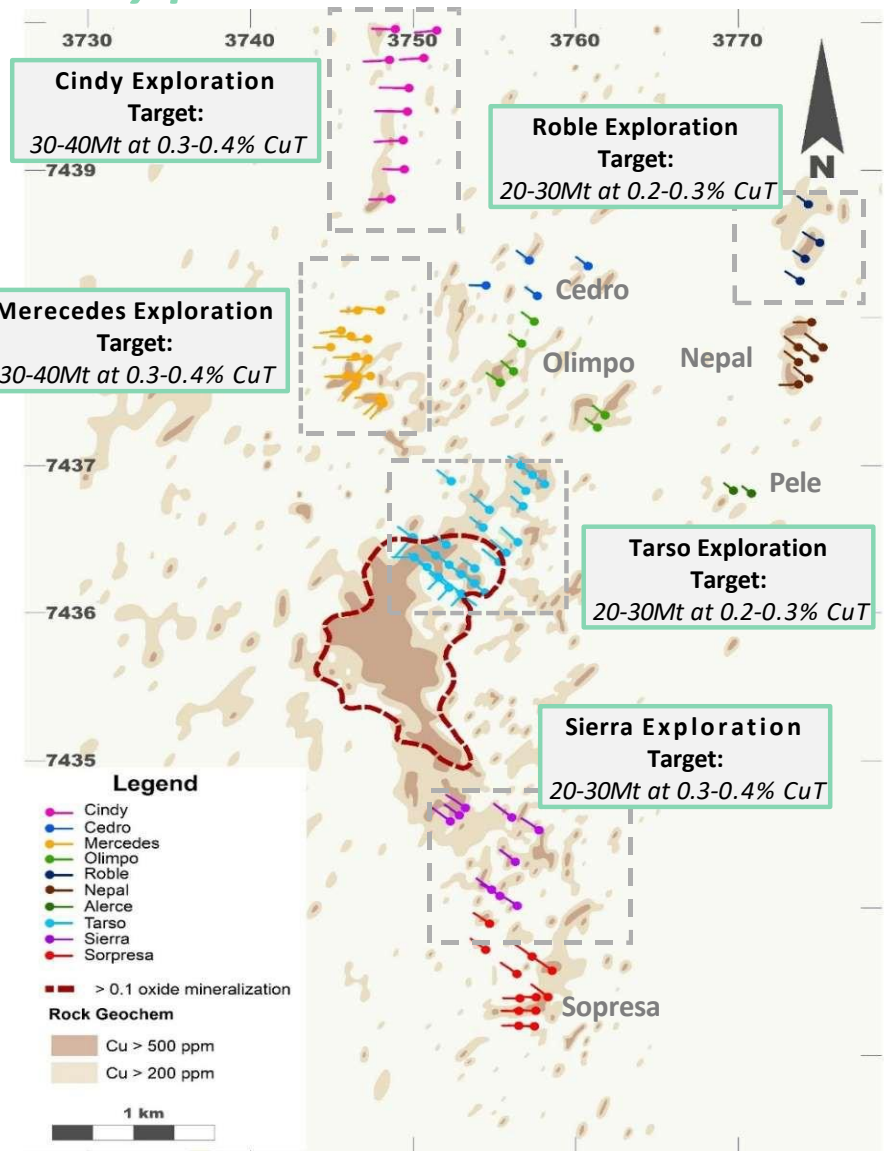 3730 3740 3750 3760 3770
Cindy Exploration
Target:
30-40Mt at 0.3-0.4% CuT
Roble Exploration
Target:
20-30Mt at 0.2-0.3% CuT
N
7439
Cedro
Merecedes Exploration
Target:
30-40Mt at 0.3-0.4% CuT
Olimpo
Nepal
7437
Pele
Tarso Exploration
Target:
20-30Mt at 0.2-0.3% CuT
7436
Sierra Exploration
Target:
20-30Mt at 0.3-0.4% CuT
7435
Legend
Cindy
Cedro
Mercedes
Olimpo
Roble
Nepal
Alerce
Tarso
Sierra
Sorpresa
> 0.1 oxide mineralization
Rock Geochem
Cu > 500 ppm
Cu > 200 ppm
1 km
Sopresa